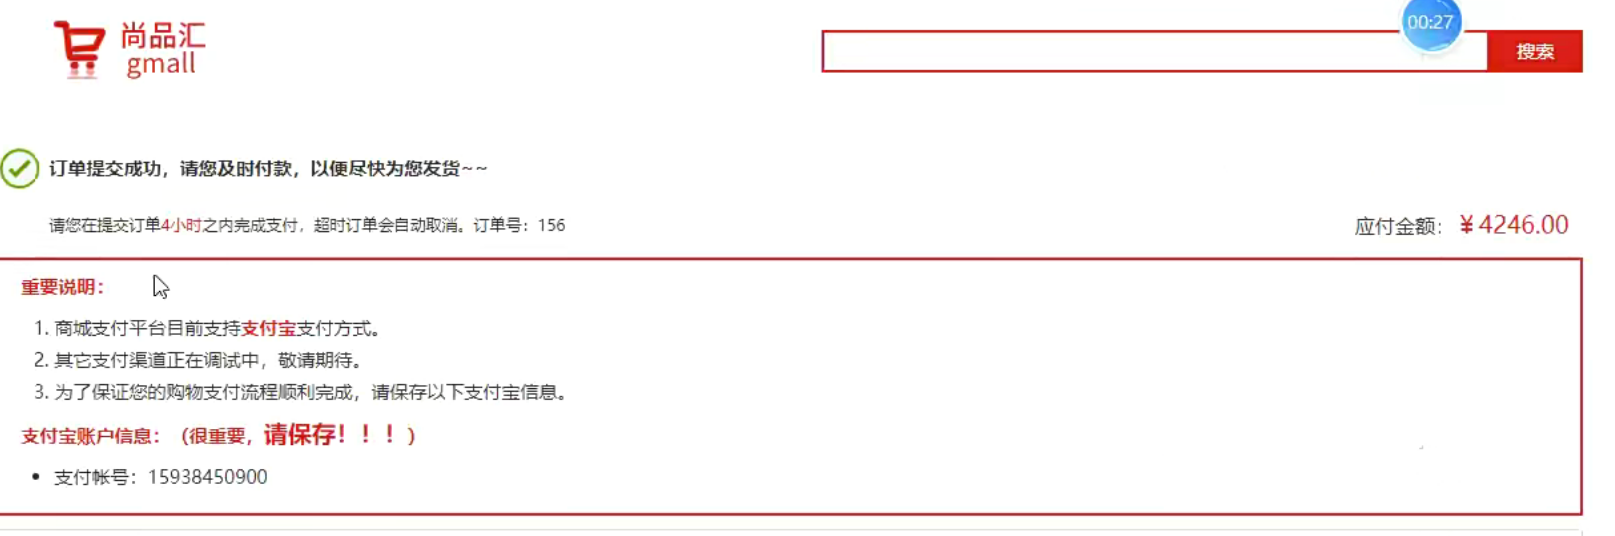 尚品汇
gmall
00:27
搜索
订单提交成功，请您及时付款，以便尽快为您发货~~
请您在提交订单4小时之内完成支付，超时订单会自动取消。订单号：156
应付金额：￥4246.00
重要说明：
1. 商城支付平台目前支持支付宝支付方式。
2. 其它支付渠道正在调试中，敬请期待。
3. 为了保证您的购物支付流程顺利完成，请保存以下支付宝信息。
支付宝账户信息：（很重要，请保存！！！）
• 支付帐号：15938450900